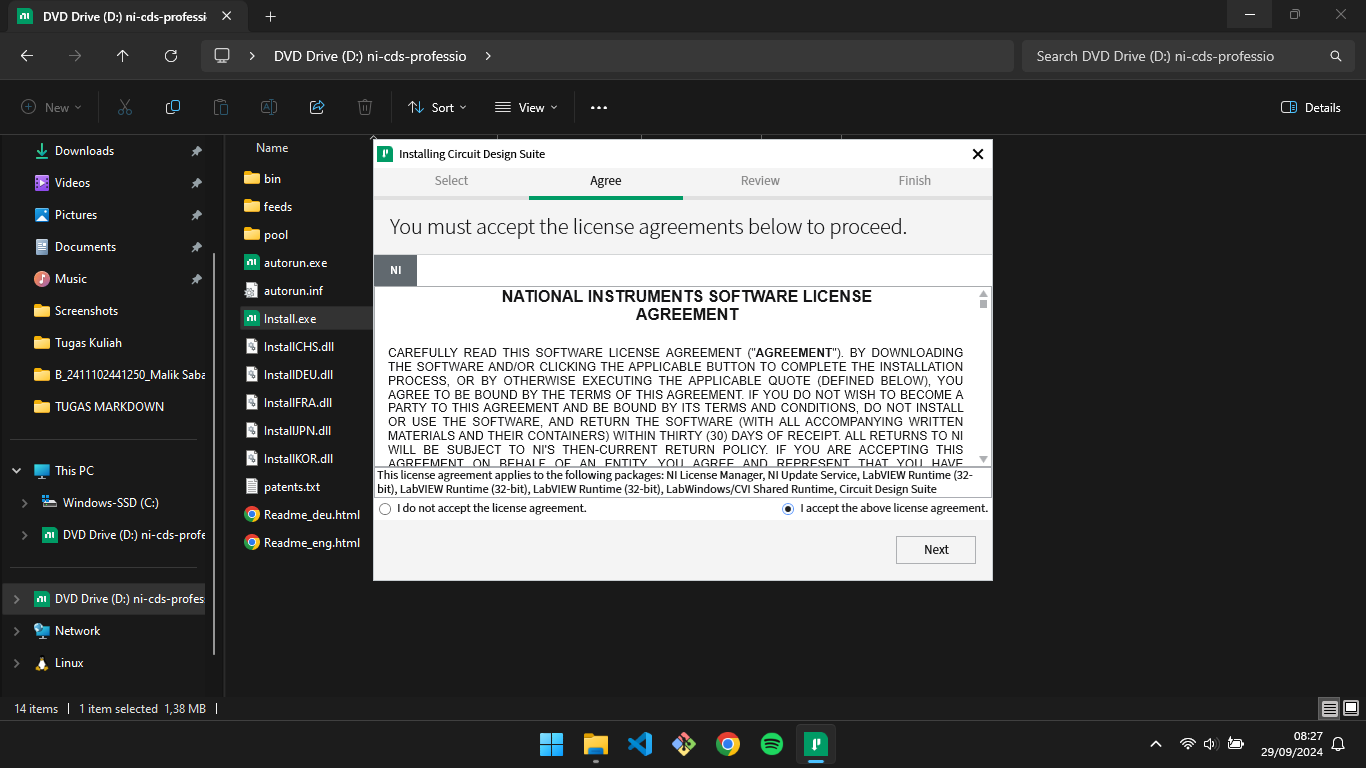 DVD Drive (D:) ni-cds-professi
DVD Drive (D:) ni-cds-professio
Search DVD Drive (D:) ni-cds-professio
New
Sort
View
Details
Downloads
Videos
Pictures
Documents
Music
Screenshots
Tugas Kuliah
B_2411102441250_Malik Saba
TUGAS MARKDOWN
This PC
Windows-SSD (C:)
DVD Drive (D:) ni-cds-profe
DVD Drive (D:) ni-cds-profes
Network
Linux
Name
bin
feeds
pool
autorun.exe
autorun.inf
Install.exe
InstallCHS.dll
InstallDEU.dll
InstallFRA.dll
InstallJPN.dll
InstallKOR.dll
patents.txt
Readme_deu.html
Readme_eng.html
Installing Circuit Design Suite
Select
Agree
Review
Finish
You must accept the license agreements below to proceed.
NI
NATIONAL INSTRUMENTS SOFTWARE LICENSE
AGREEMENT
CAREFULLY READ THIS SOFTWARE LICENSE AGREEMENT ("AGREEMENT"). BY DOWNLOADING
THE SOFTWARE AND/OR CLICKING THE APPLICABLE BUTTON TO COMPLETE THE INSTALLATION
PROCESS, OR BY OTHERWISE EXECUTING THE APPLICABLE QUOTE (DEFINED BELOW), YOU
AGREE TO BE BOUND BY THE TERMS OF THIS AGREEMENT. IF YOU DO NOT WISH TO BECOME A
PARTY TO THIS AGREEMENT AND BE BOUND BY ITS TERMS AND CONDITIONS, DO NOT INSTALL
OR USE THE SOFTWARE, AND RETURN THE SOFTWARE (WITH ALL ACCOMPANYING WRITTEN
MATERIALS AND THEIR CONTAINERS) WITHIN THIRTY (30) DAYS OF RECEIPT. ALL RETURNS TO NI
WILL BE SUBJECT TO NI'S THEN-CURRENT RETURN POLICY. IF YOU ARE ACCEPTING THIS
AGREEMENT ON BEHALF OF AN ENTITY, YOU AGREE AND REPRESENT THAT YOU HAVE
This license agreement applies to the following packages: NI License Manager, NI Update Service, LabVIEW Runtime (32-
bit), LabVIEW Runtime (32-bit), LabVIEW Runtime (32-bit), LabWindows/CVI Shared Runtime, Circuit Design Suite
I do not accept the license agreement.
I accept the above license agreement.
Next
14 items
1 item selected 1,38 MB
08:27
29/09/2024